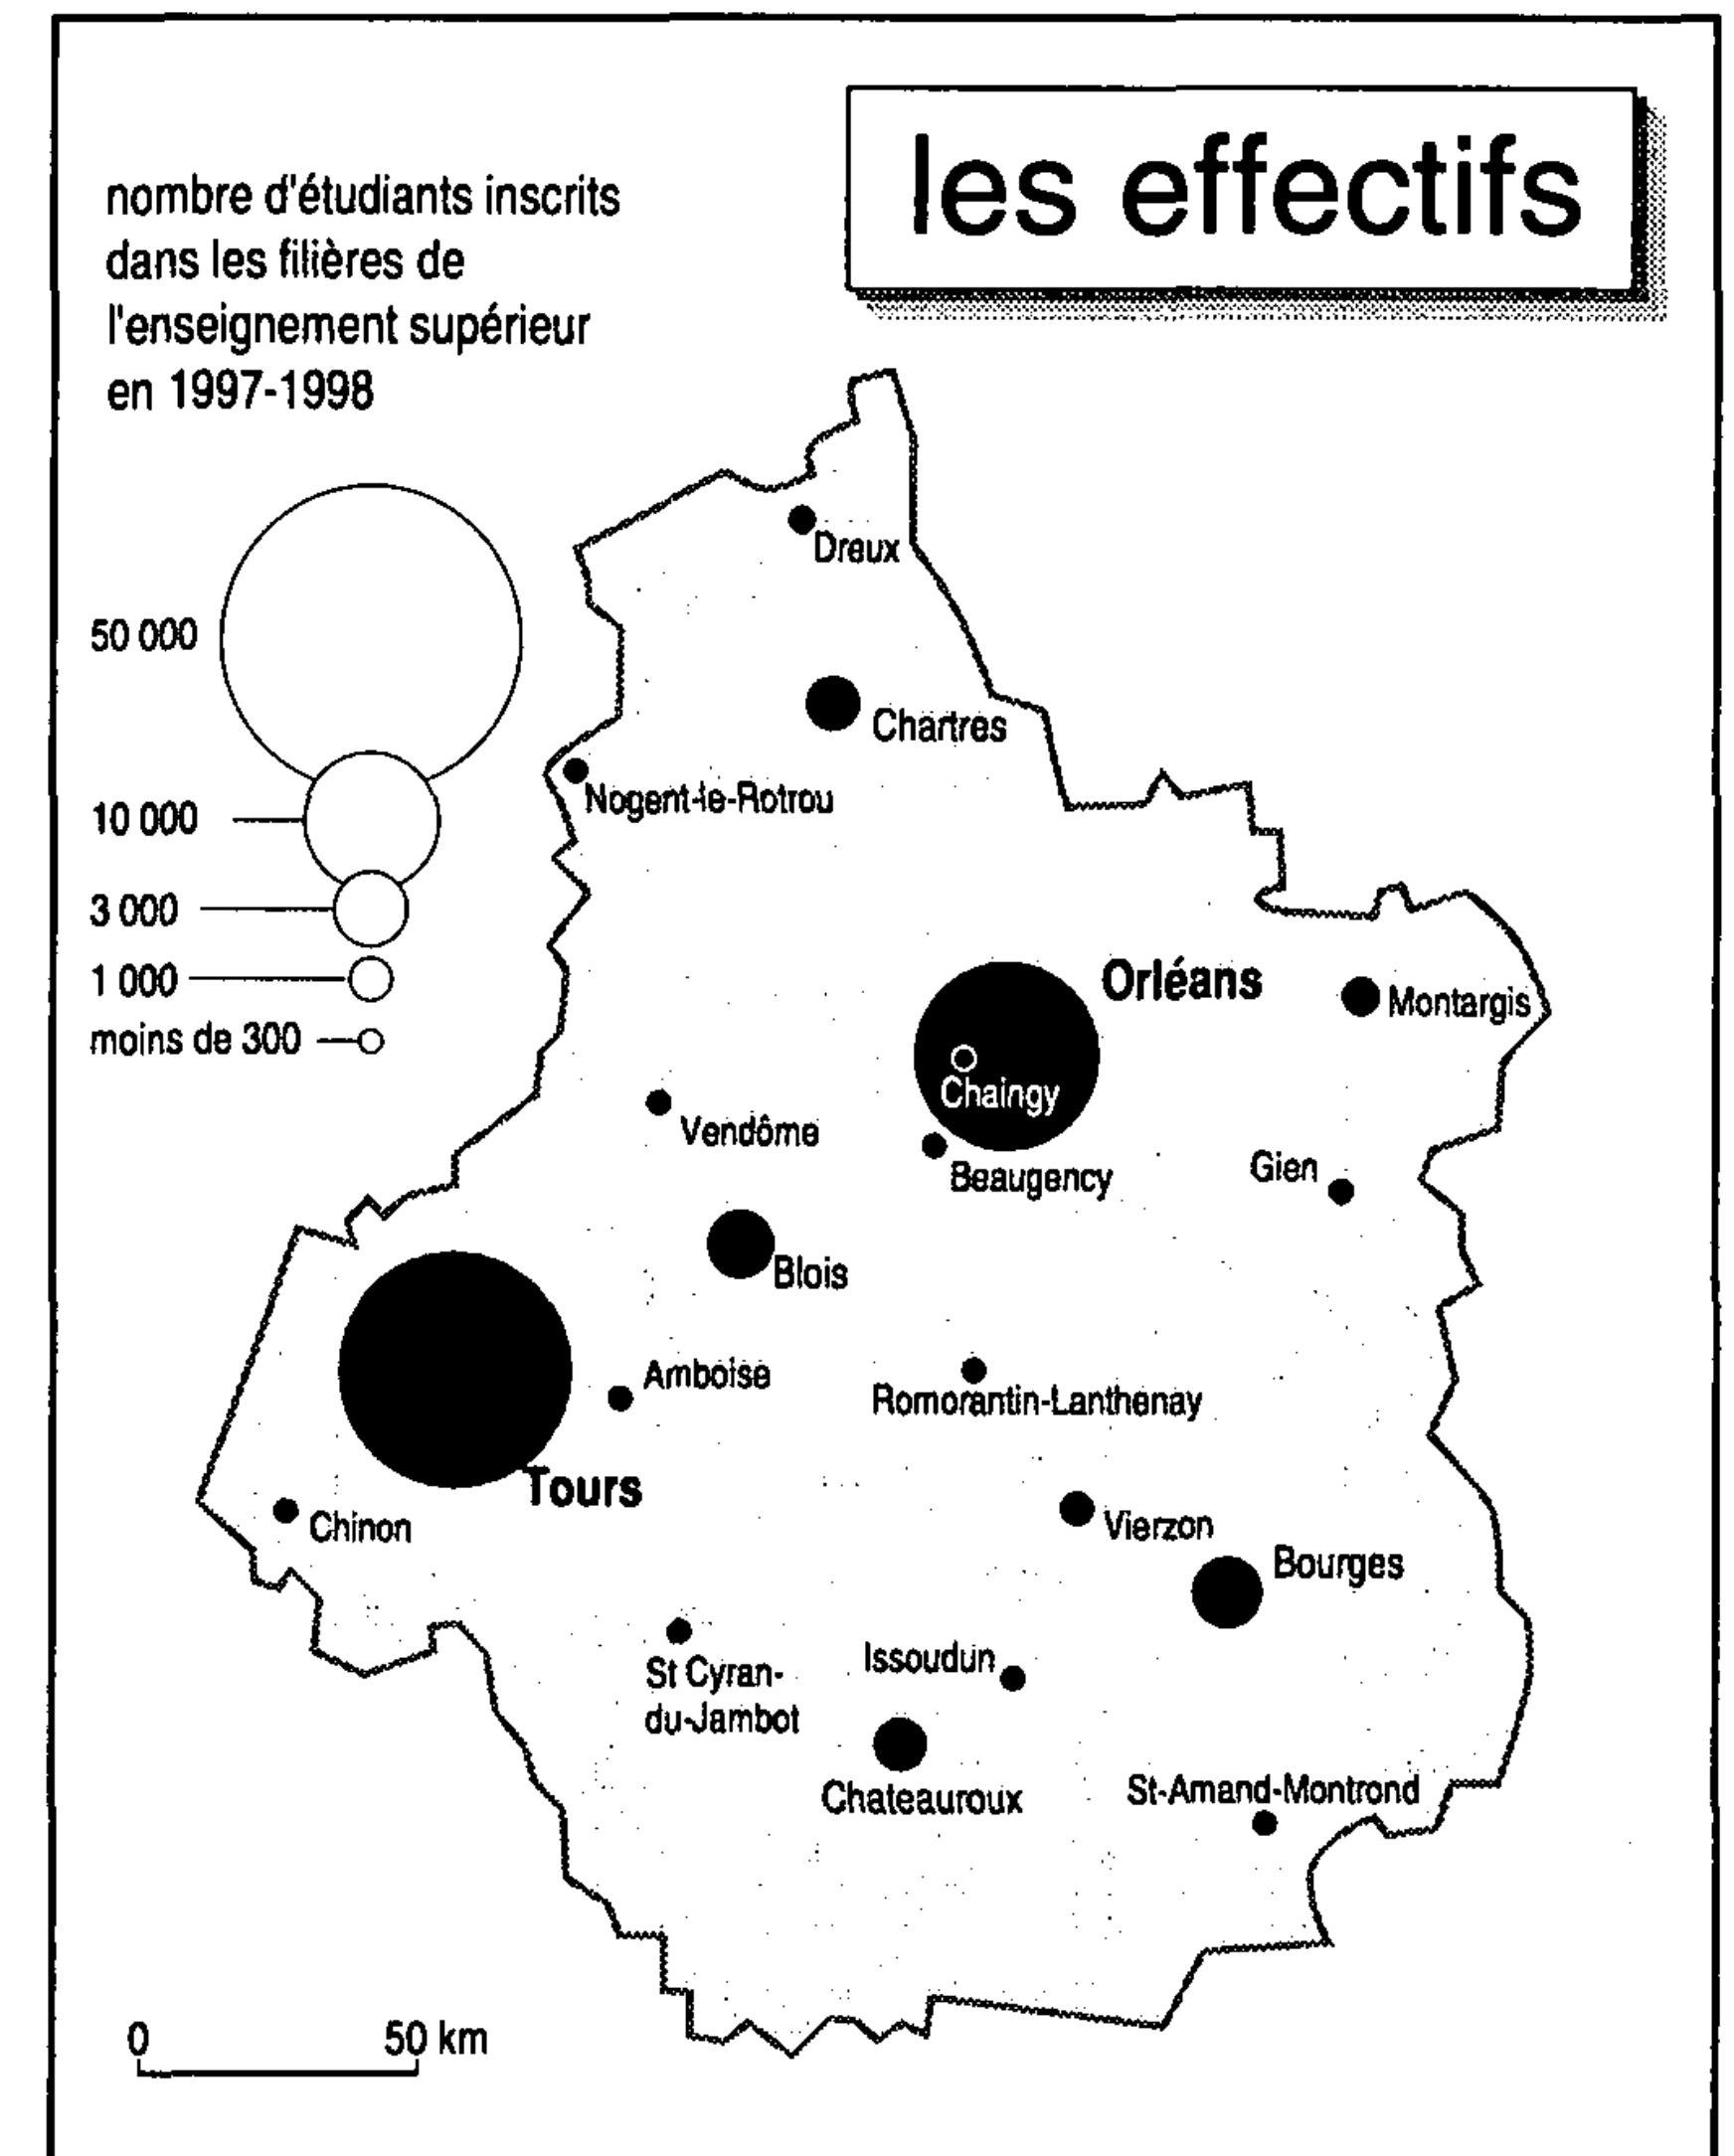 les effectifs
nombre d'étudiants inscrits
dans les filières de
l'enseignement supérieur
en 1997-1998
50 000
10 000
3 000
1 000
moins de 300
Dreux
Chartres
Nogent-le-Rotrou
Orléans
Montargis
Chaingy
Vendôme
Beaugency
Gien
Blois
Amboise
Romorantin-Lanthenay
Tours
Chinon
Vierzon
Bourges
St Cyran-
du-Jambot
Issoudun
Chateauroux
St-Amand-Montrond
0 50 km